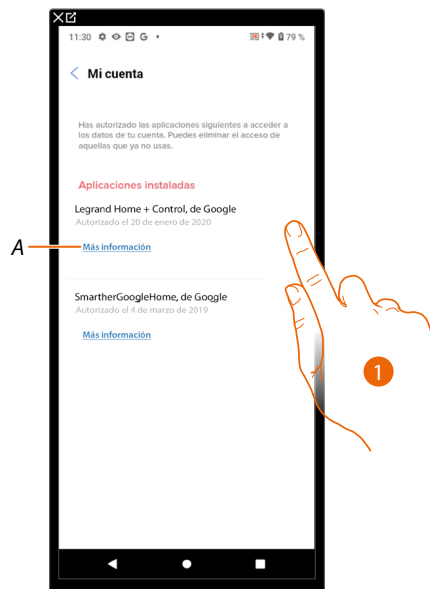 11:30 G • 79 %
Mi cuenta
Has autorizado las aplicaciones siguientes a acceder a
los datos de tu cuenta. Puedes eliminar el acceso de
aquellas que ya no usas.
Aplicaciones instaladas
Legrand Home + Control, de Google
Autorizado el 20 de enero de 2020
A
Más información
SmartherGoogleHome, de Google
Autorizado el 4 de marzo de 2019
Más información
1